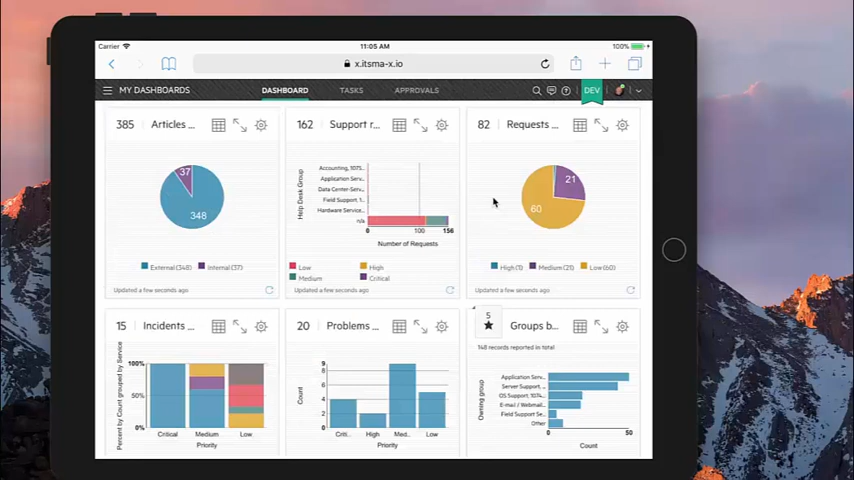 Carrier
11:05 AM
100%
x.itsma-x.io
MY DASHBOARDS
DASHBOARD
TASKS
APPROVALS
DEV
385 Articles ...
37
348
External (348) Internal (37)
Updated a few seconds ago
162 Support r...
Help Desk Group
Accounting, 1075...
Application Serv...
Data Center-Serv...
Field Support, 1...
Hardware Service...
n/a
0 100 156
Number of Requests
Low High
Medium Critical
Updated a few seconds ago
82 Requests ...
21
60
High (1) Medium (21) Low (60)
Updated a few seconds ago
15 Incidents ...
Percent by Count grouped by Service
100%
50%
0%
Critical Medium Low
Priority
20 Problems ...
Count
9
8
6
4
2
0
Criti... High Med... Low
Priority
5
Groups b...
148 records reported in total
Owning group
Application Serv...
Server Support, ...
OS Support, 1074...
E-mail / Webmail...
Field Support Se...
Other
0 50
Count